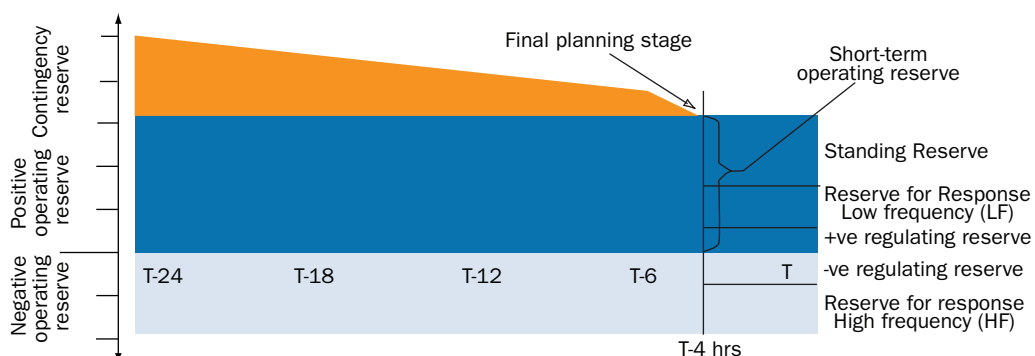 Contingency
reserve
Positive
operating
reserve
Negative
operating
reserve
Final planning stage
Short-term
operating reserve
Standing Reserve
Reserve for Response
Low frequency (LF)
+ve regulating reserve
-ve regulating reserve
Reserve for response
High frequency (HF)
T-24
T-18
T-12
T-6
T
T-4 hrs